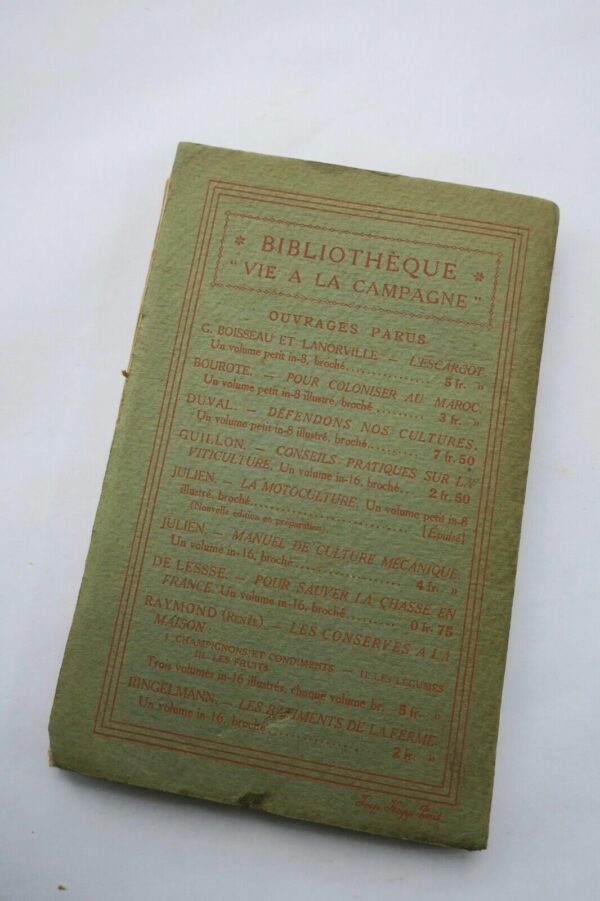 * BIBLIOTHÈQUE *
"VIE A LA CAMPAGNE"
OUVRAGES PARUS
G. BOISSEAU ET LANORVILLE. — L'ESCARGOT.
Un volume petit in-8, broché................ 5 fr. »
BOUROTE. — POUR COLONISER AU MAROC.
Un volume petit in-8 illustré, broché.......... 3 fr. »
DUVAL. — DÉFENDONS NOS CULTURES.
Un volume petit in-8 illustré, broché.......... 7 fr. 50
GUILLON. — CONSEILS PRATIQUES SUR LA
VITICULTURE. Un volume in-16, broché... 2 fr. 50
JULIEN. — LA MOTOCULTURE. Un volume petit in-8
illustré, broché.......................... [Épuisé]
(Nouvelle édition en préparation).
JULIEN. — MANUEL DE CULTURE MÉCANIQUE.
Un volume in-16, broché.................. 4 fr. »
DE LESSSE. — POUR SAUVER LA CHASSE EN
FRANCE. Un volume in-16, broché........ 0 fr. 75
RAYMOND (Renée). — LES CONSERVES A LA
MAISON
I. CHAMPIGNONS ET CONDIMENTS. — II. LES LÉGUMES
III. LES FRUITS.
Trois volumes in-16 illustrés, chaque volume br. 5 fr. »
RINGELMANN. — LES BATIMENTS DE LA FERME.
Un volume in-16, broché.................. 2 fr. »
Imp. Kapp Paris